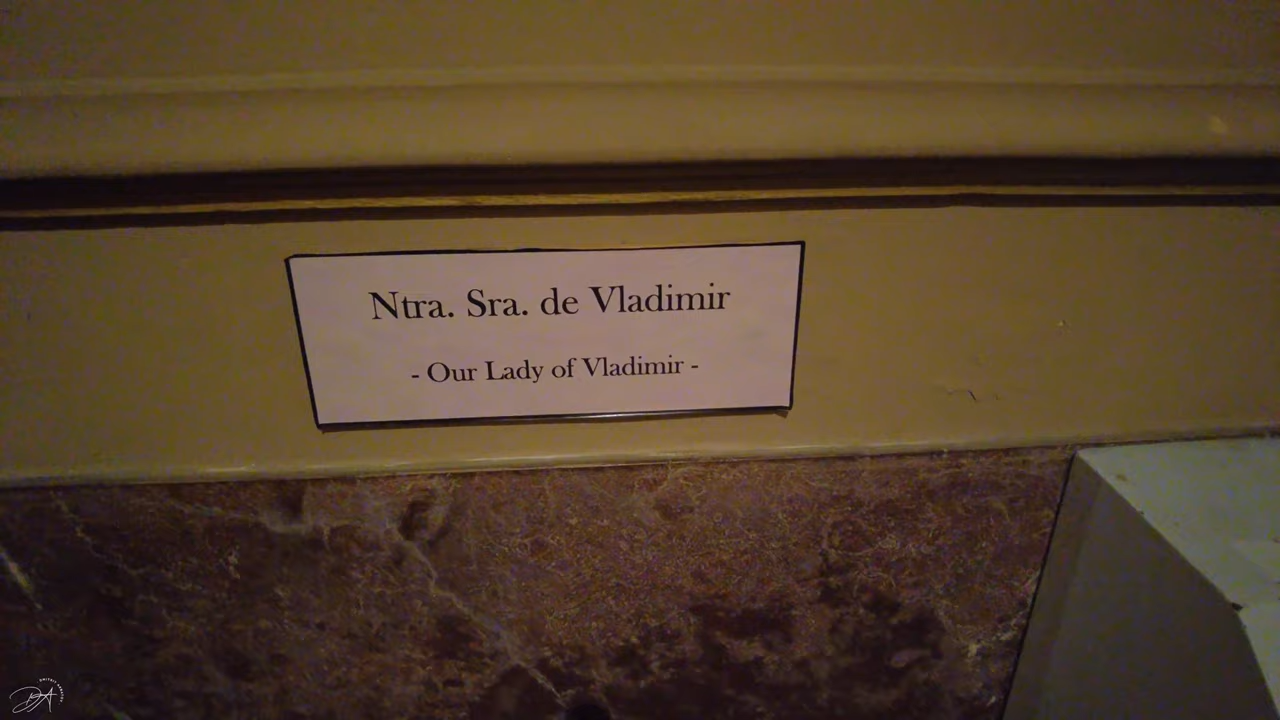 Ntra. Sra. de Vladimir
- Our Lady of Vladimir -